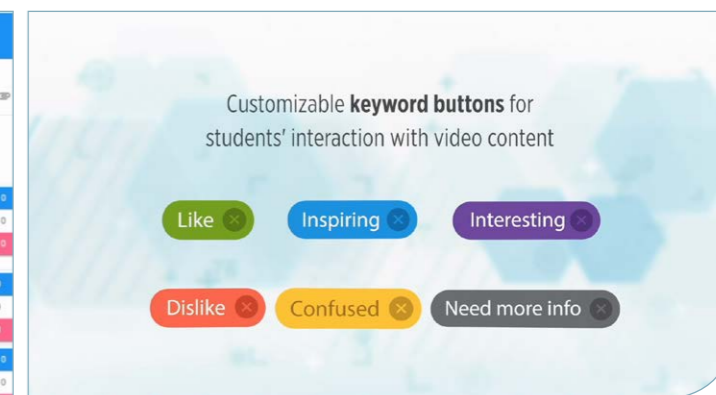 Customizable keyword buttons for
students' interaction with video content
Like Inspiring Interesting
Dislike Confused Need more info